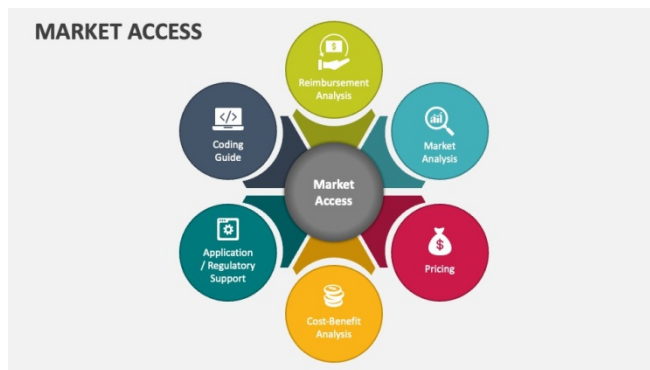 MARKET ACCESS
Reimbursement
Analysis
$
</>
Coding
Guide
Market
Analysis
Market
Access
Application
/ Regulatory
Support
$
Pricing
Cost-Benefit
Analysis